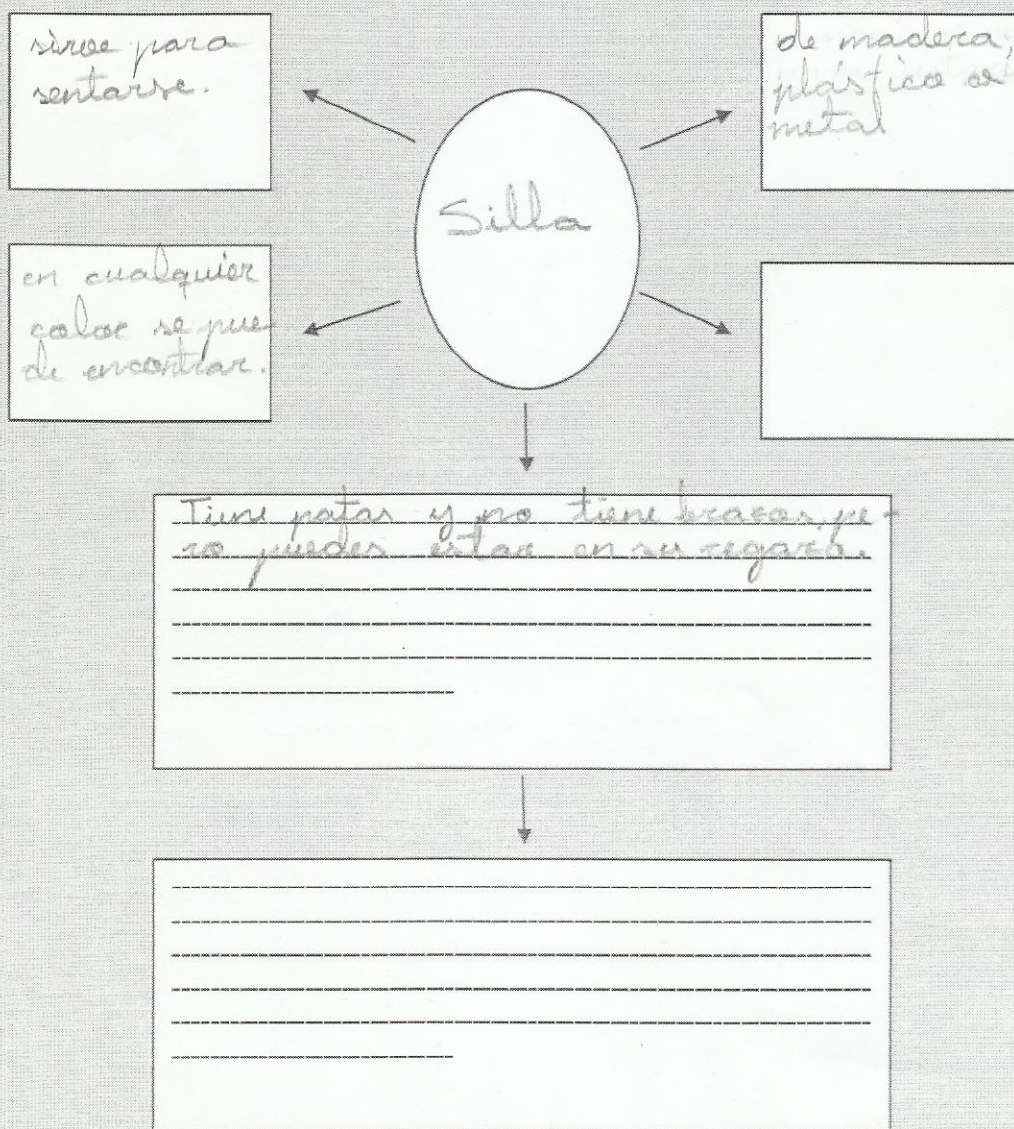 sirve para
sentarse.
de madera,
plástico o
metal
Silla
en cualquier
color se pue-
de encontrar.
Tiene patas y no tiene brazos, pe-
ro puedes estar en su regazo.